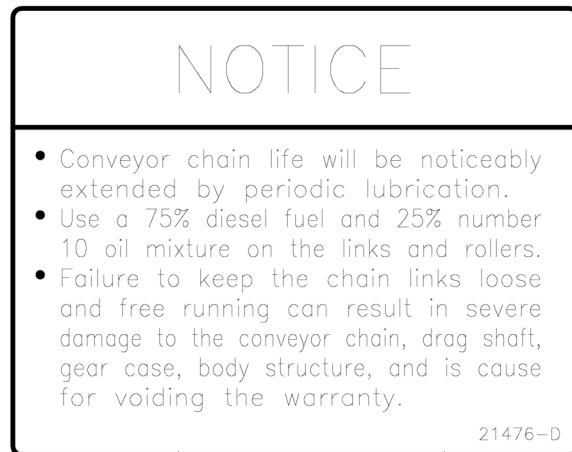 NOTICE
• Conveyor chain life will be noticeably
extended by periodic lubrication.
• Use a 75% diesel fuel and 25% number
10 oil mixture on the links and rollers.
• Failure to keep the chain links loose
and free running can result in severe
damage to the conveyor chain, drag shaft,
gear case, body structure, and is cause
for voiding the warranty.
21476-D